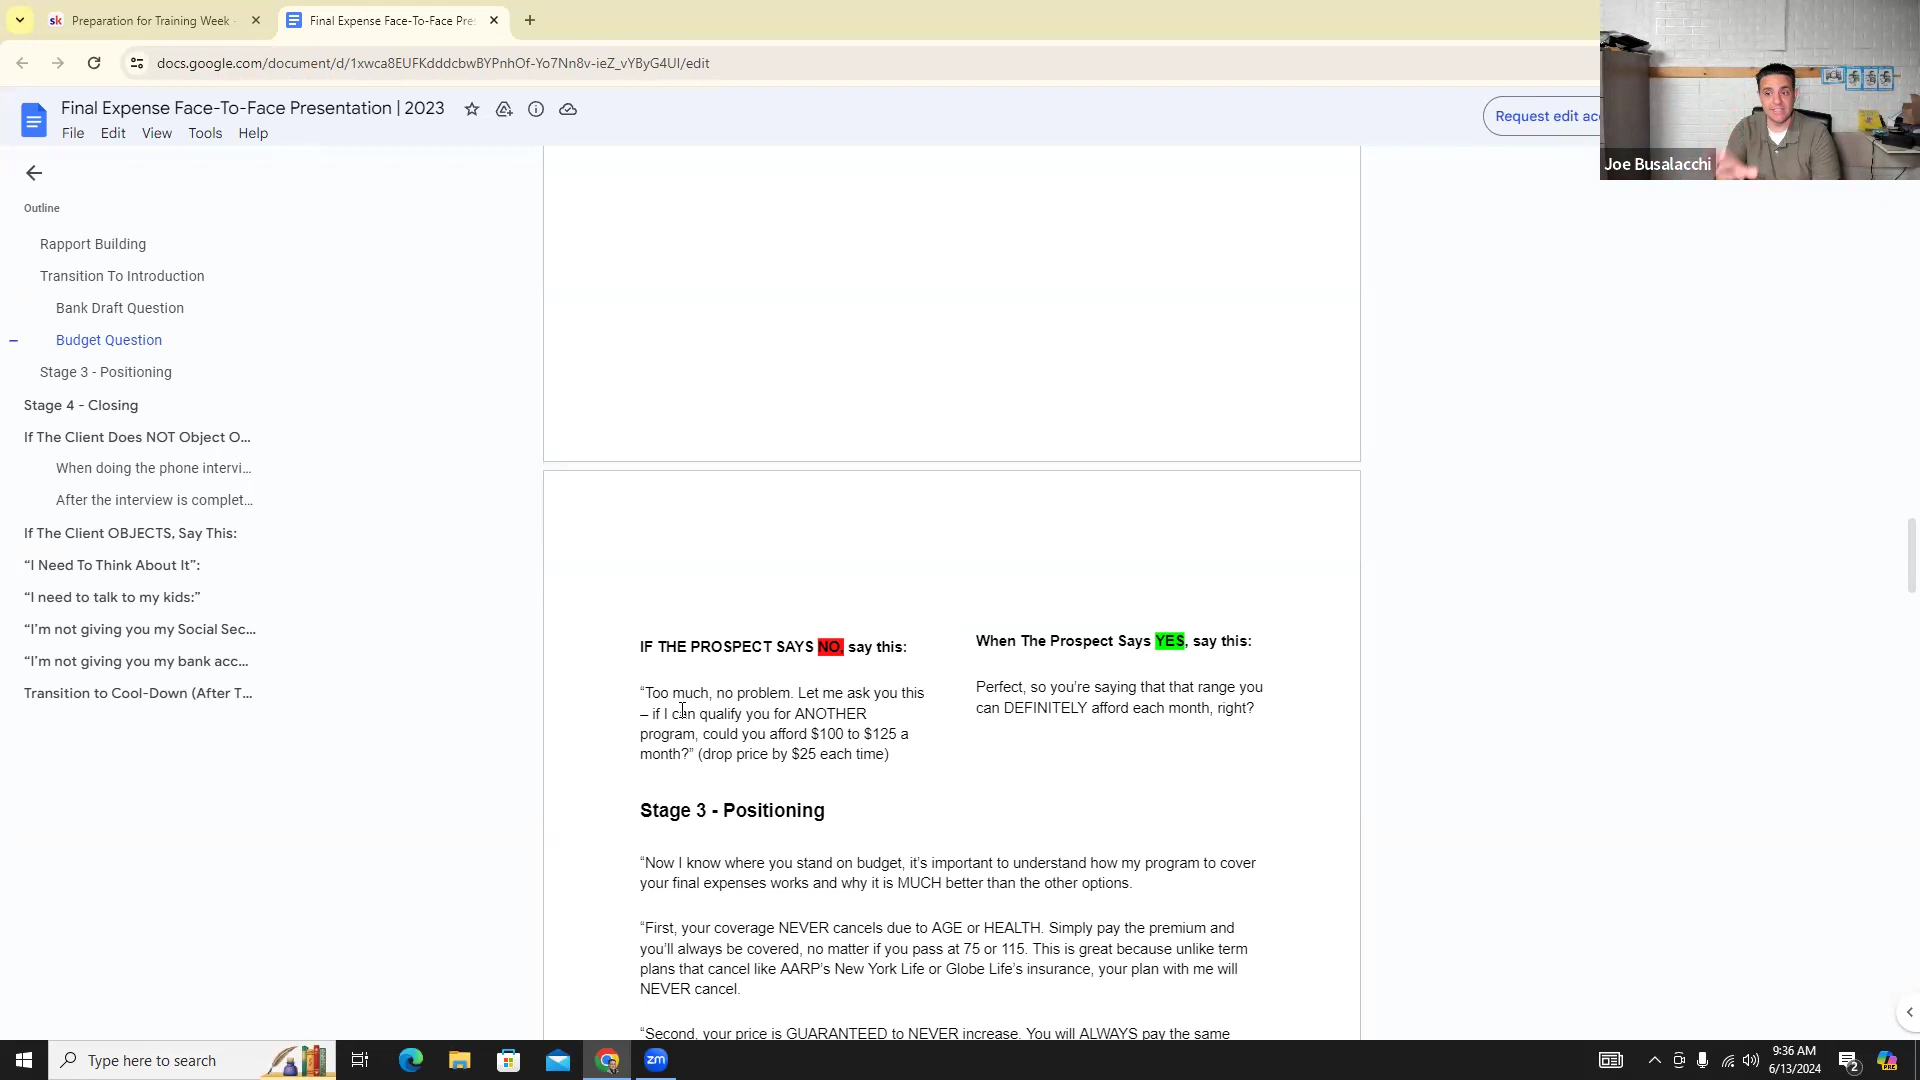 sk Preparation for Training Week -
Final Expense Face-To-Face Pres
docs.google.com/document/d/1xwca8EUFKdddcbwBYPnhOf-Yo7Nn8v-ieZ_vYByG4UI/edit
Final Expense Face-To-Face Presentation | 2023
File Edit View Tools Help
Request edit acc
Joe Busalacchi
Outline
Rapport Building
Transition To Introduction
Bank Draft Question
Budget Question
Stage 3 - Positioning
Stage 4 - Closing
If The Client Does NOT Object O...
When doing the phone intervi...
After the interview is complet...
If The Client OBJECTS, Say This:
“I Need To Think About It”:
“I need to talk to my kids:”
“I’m not giving you my Social Sec...
“I’m not giving you my bank acc...
Transition to Cool-Down (After T...
IF THE PROSPECT SAYS NO, say this:
“Too much, no problem. Let me ask you this
– if I can qualify you for ANOTHER
program, could you afford $100 to $125 a
month?” (drop price by $25 each time)
When The Prospect Says YES, say this:
Perfect, so you’re saying that that range you
can DEFINITELY afford each month, right?
Stage 3 - Positioning
“Now I know where you stand on budget, it’s important to understand how my program to cover
your final expenses works and why it is MUCH better than the other options.
“First, your coverage NEVER cancels due to AGE or HEALTH. Simply pay the premium and
you’ll always be covered, no matter if you pass at 75 or 115. This is great because unlike term
plans that cancel like AARP’s New York Life or Globe Life’s insurance, your plan with me will
NEVER cancel.
“Second, your price is GUARANTEED to NEVER increase. You will ALWAYS pay the same
Type here to search
zm
9:36 AM
6/13/2024
2
PRE